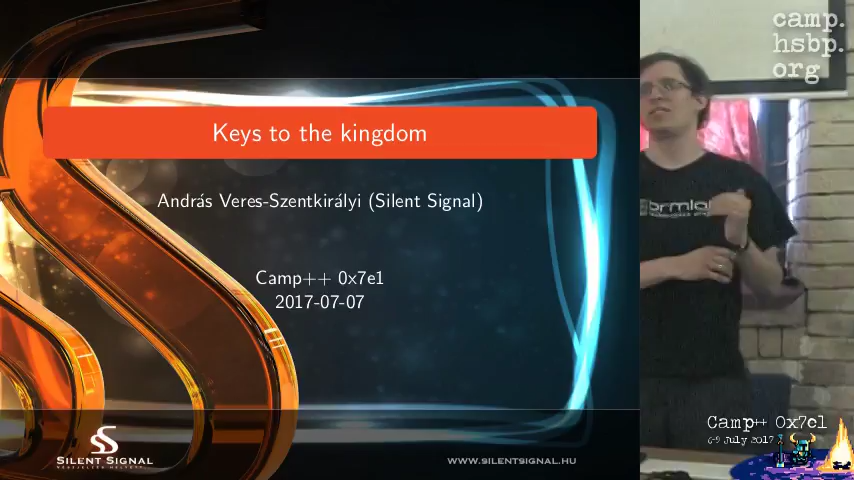 Keys to the kingdom
András Veres-Szentkirályi (Silent Signal)
Camp++ 0x7e1
2017-07-07
SILENT SIGNAL
WWW.SILENTSIGNAL.HU
camp.
hsbp.
org
Camp++ 0x7e1
6-9 July 2017